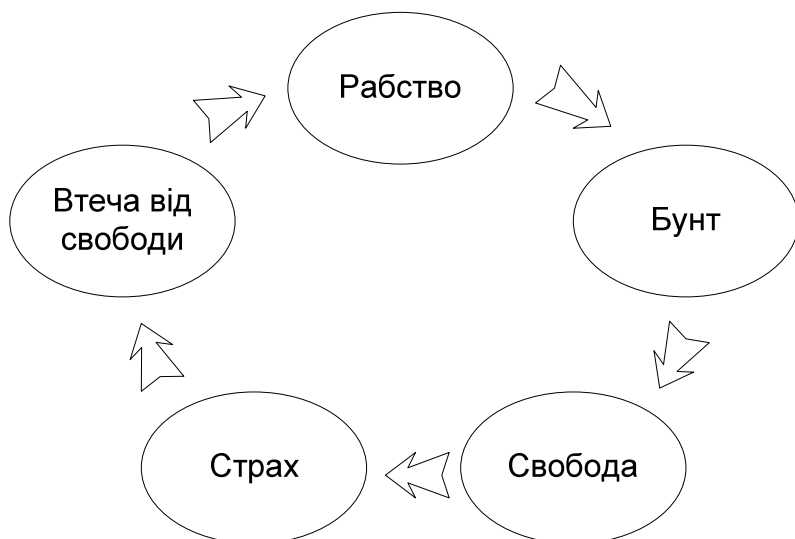 Рабство
Бунт
Свобода
Страх
Втеча від
свободи